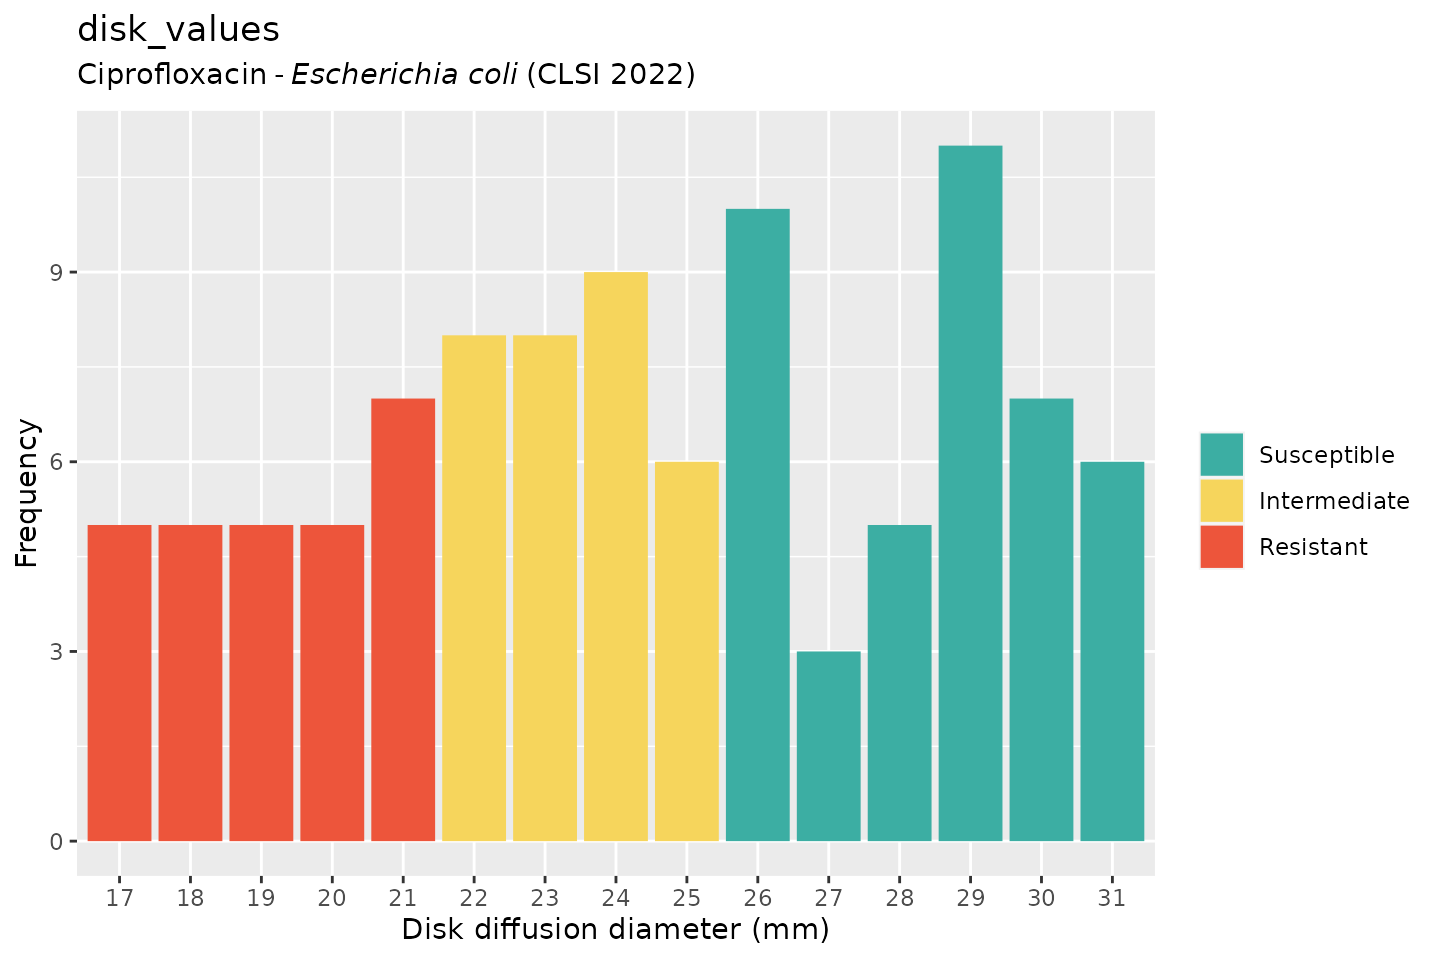 disk_values
Ciprofloxacin - Escherichia coli (CLSI 2022)
9
6
3
0
Frequency
17 18 19 20 21 22 23 24 25 26 27 28 29 30 31
Disk diffusion diameter (mm)
Susceptible
Intermediate
Resistant